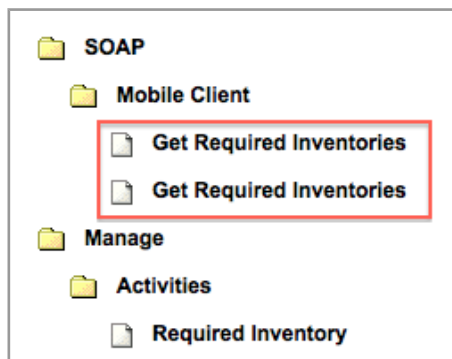 SOAP
Mobile Client
Get Required Inventories
Get Required Inventories
Manage
Activities
Required Inventory